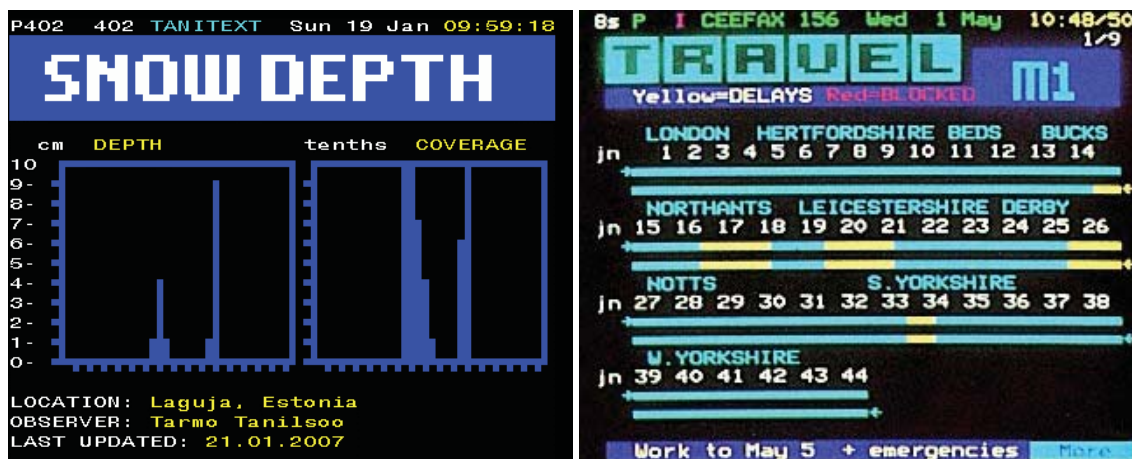 P402 402 TANITEXT Sun 19 Jan 09:59:18
SNOW DEPTH
cm DEPTH tenths COVERAGE
10
9-
8-
7-
6-
5-
4-
3-
2-
1-
0-
LOCATION: Laguja, Estonia
OBSERVER: Tarmo Tanilsoo
LAST UPDATED: 21.01.2007
8s P I CEEFAX 156 Wed 1 May 10:48/50
1/9
TRAVEL M1
Yellow=DELAYS Red=BLOCKED
LONDON HERTFORDSHIRE BEDS BUCKS
jn 1 2 3 4 5 6 7 8 9 10 11 12 13 14
NORTHANTS LEICESTERSHIRE DERBY
jn 15 16 17 18 19 20 21 22 23 24 25 26
NOTTS S.YORKSHIRE
jn 27 28 29 30 31 32 33 34 35 36 37 38
W.YORKSHIRE
jn 39 40 41 42 43 44
Work to May 5 + emergencies More